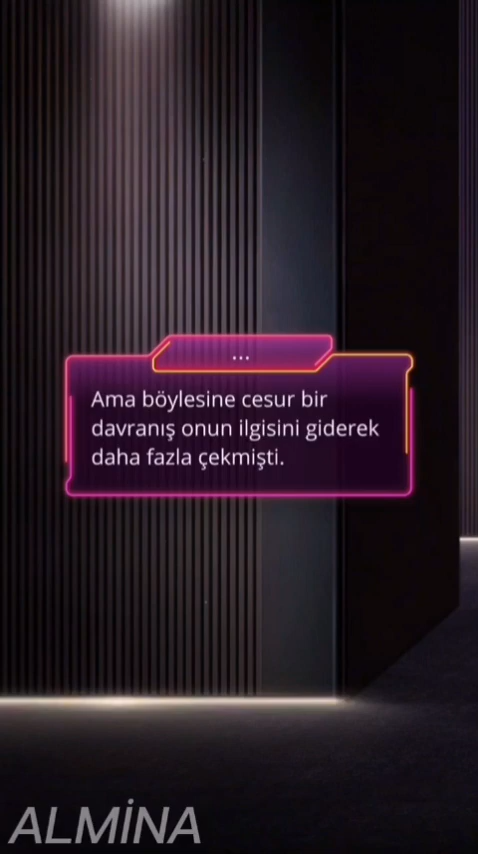 ...
Ama böylesine cesur bir
davranış onun ilgisini giderek
daha fazla çekmişti.
ALMİNA